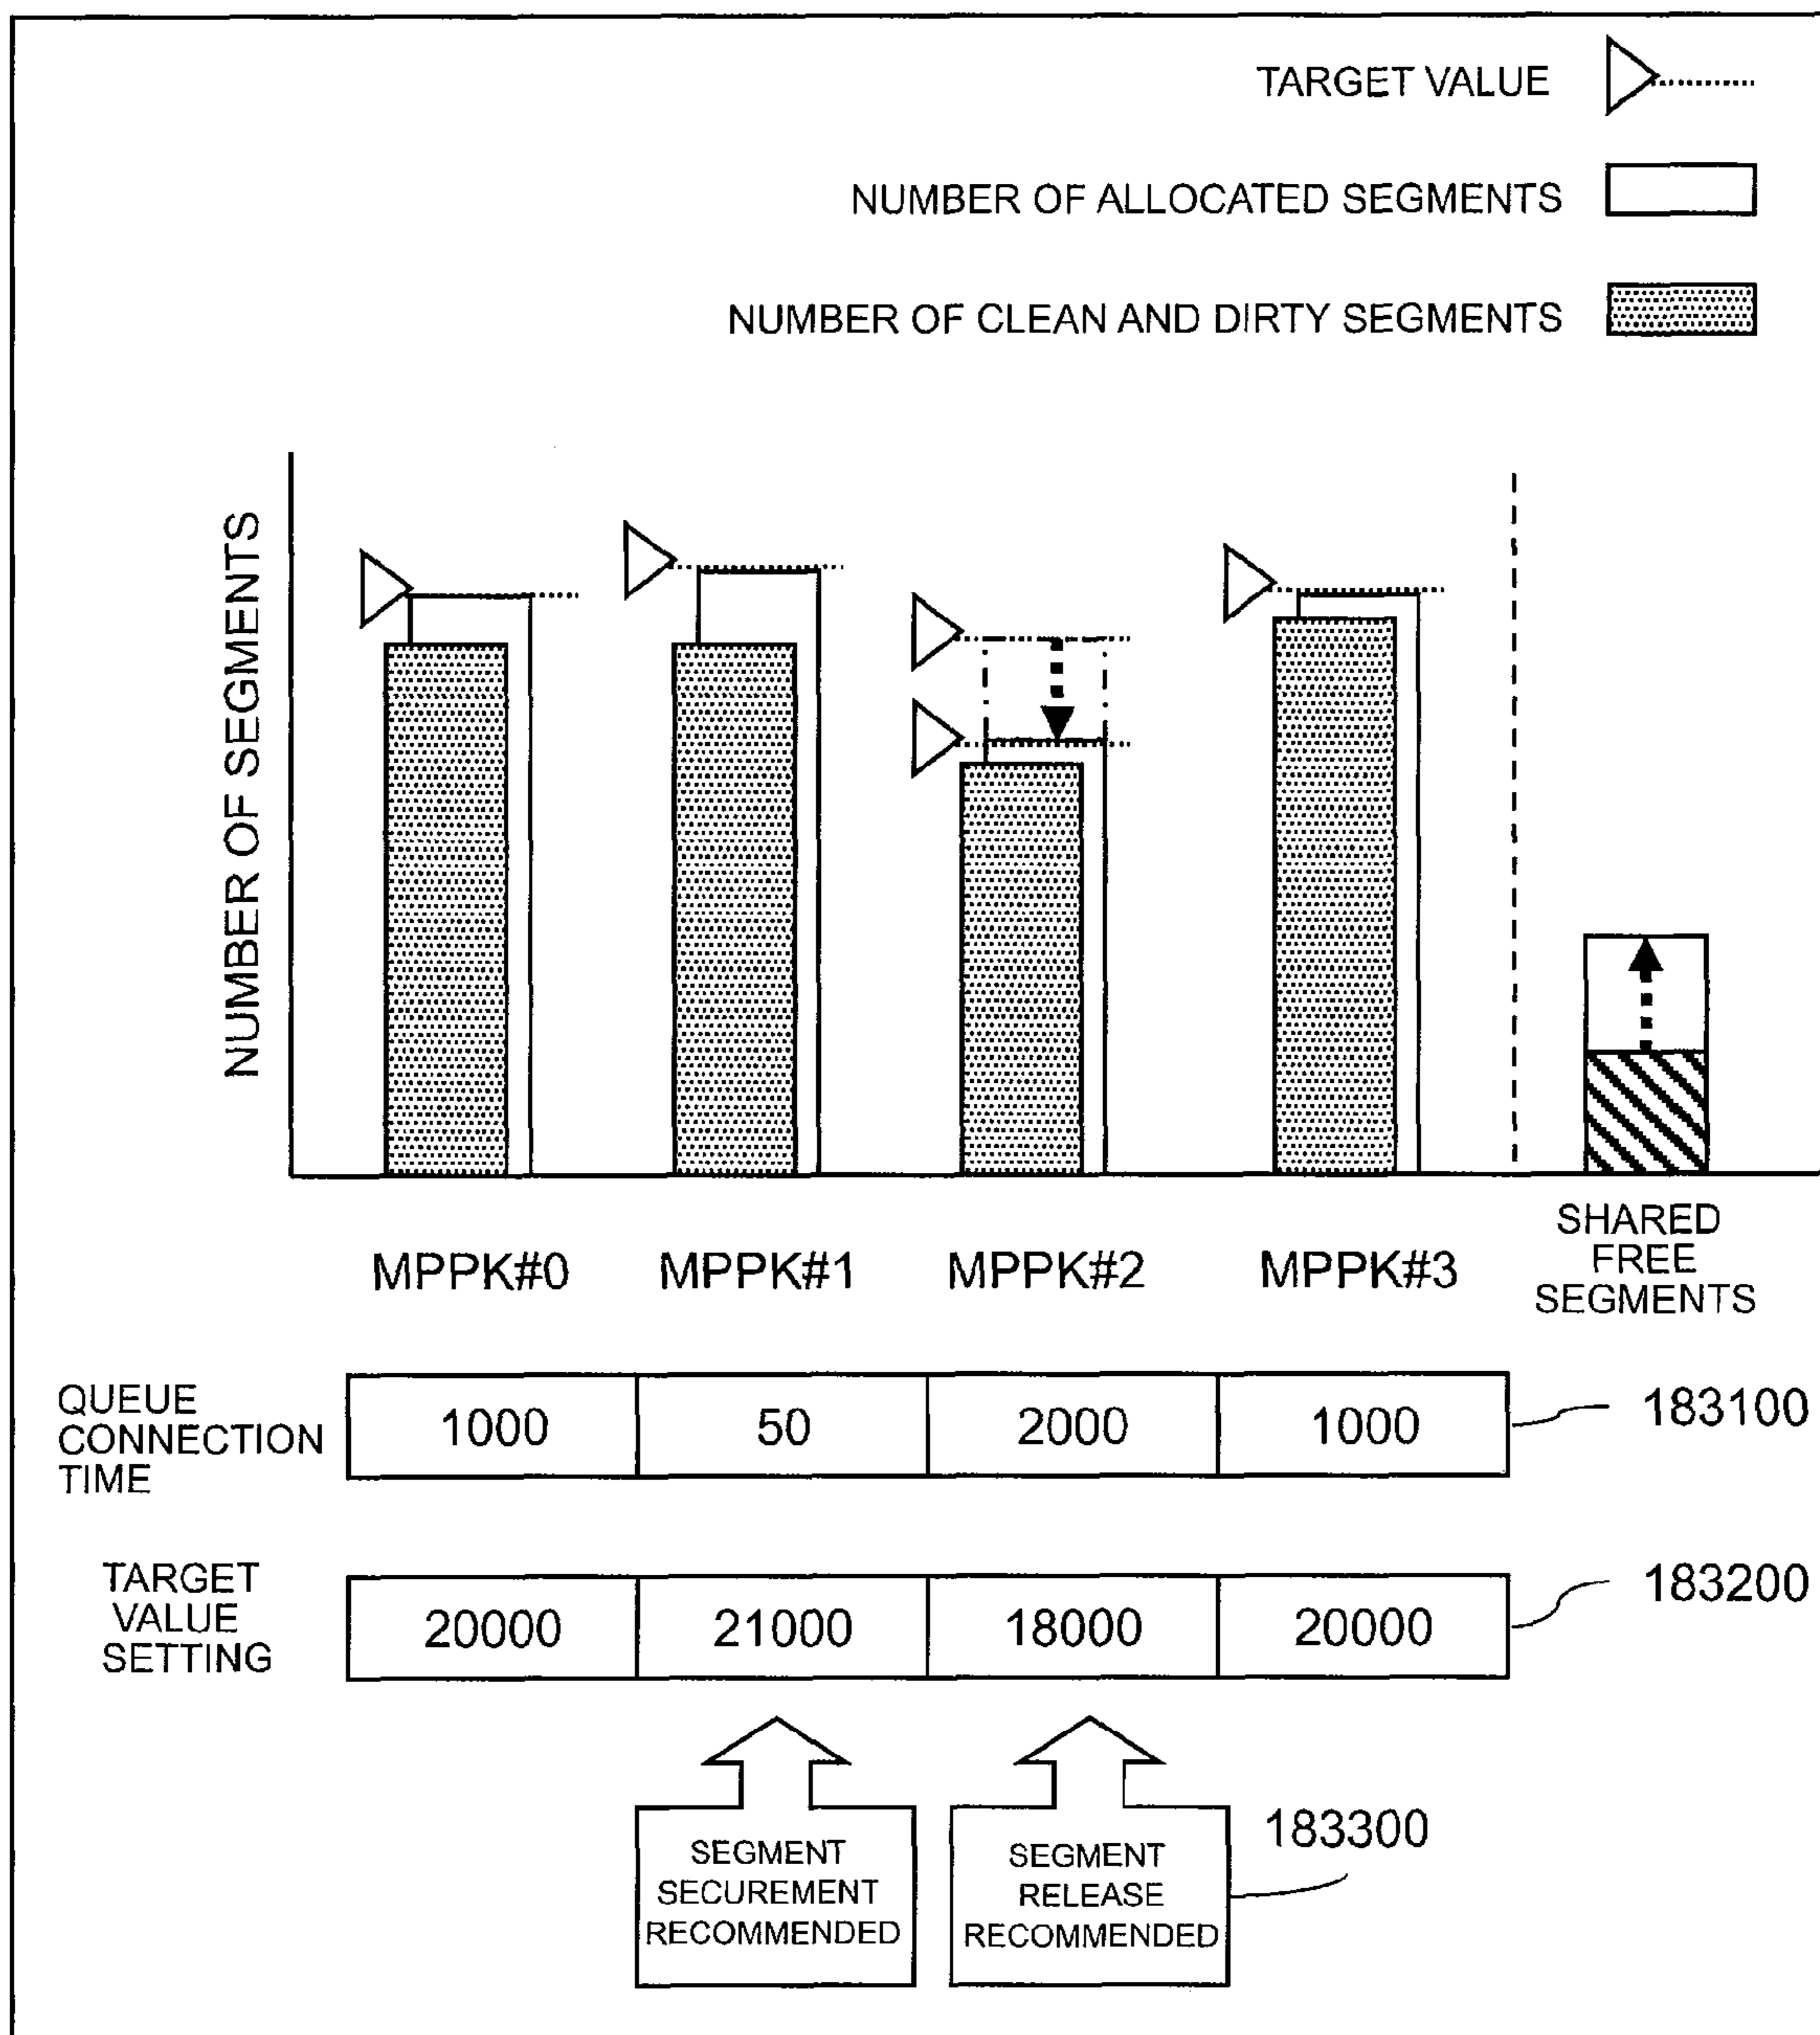 TARGET VALUE
NUMBER OF ALLOCATED SEGMENTS
NUMBER OF CLEAN AND DIRTY SEGMENTS
NUMBER OF SEGMENTS
MPPK#0 MPPK#1 MPPK#2 MPPK#3
SHARED
FREE
SEGMENTS
QUEUE
CONNECTION
TIME
1000 50 2000 1000
183100
TARGET
VALUE
SETTING
20000 21000 18000 20000
183200
SEGMENT
SECUREMENT
RECOMMENDED
SEGMENT
RELEASE
RECOMMENDED
183300